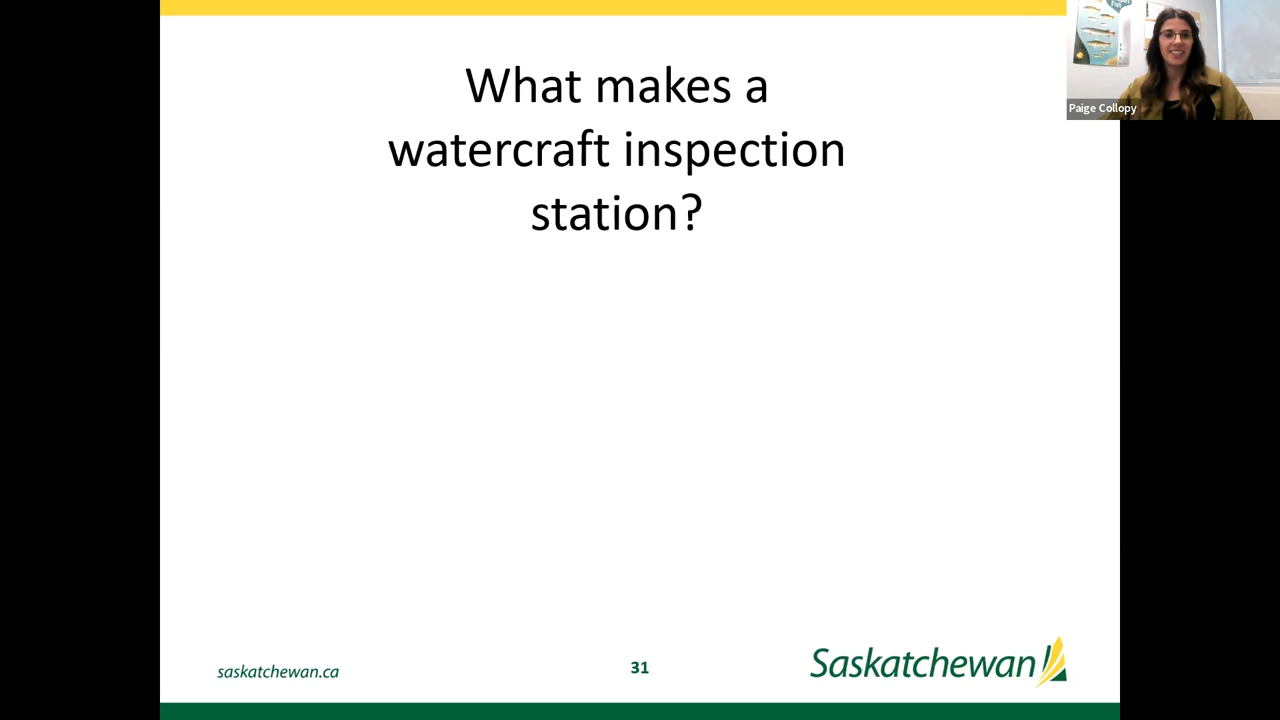 What makes a
watercraft inspection
station?
Paige Collopy
saskatchewan.ca
31
Saskatchewan